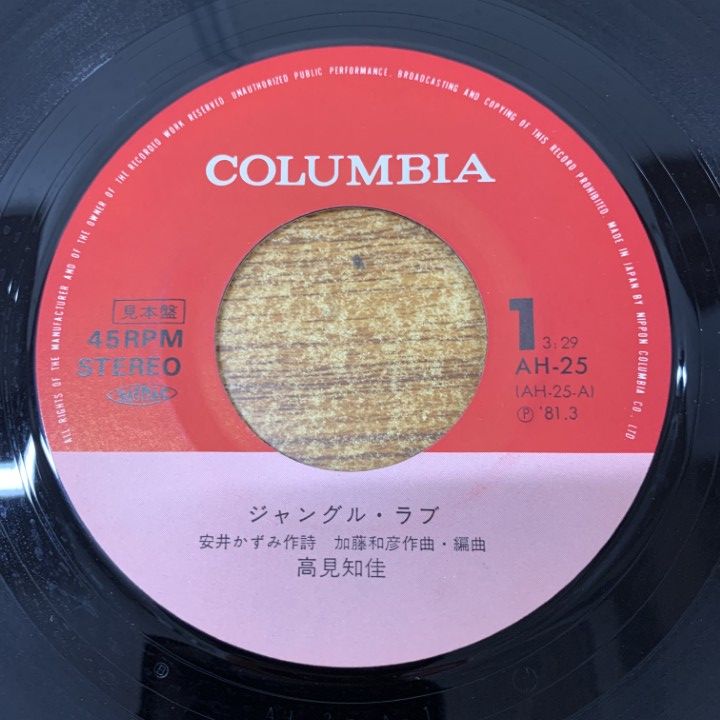 ALL RIGHTS OF THE MANUFACTURER AND OF THE OWNER OF THE RECORDED WORK RESERVED. UNAUTHORIZED PUBLIC PERFORMANCE. BROADCASTING AND COPYING OF THIS RECORD PROHIBITED. MADE IN JAPAN BY NIPPON COLUMBIA CO., LTD
COLUMBIA
見本盤
45RPM
STEREO
1 3:29
AH-25
(AH-25-A)
Ⓟ '81.3
ジャングル・ラブ
安井かずみ作詩 加藤和彦作曲・編曲
高見知佳